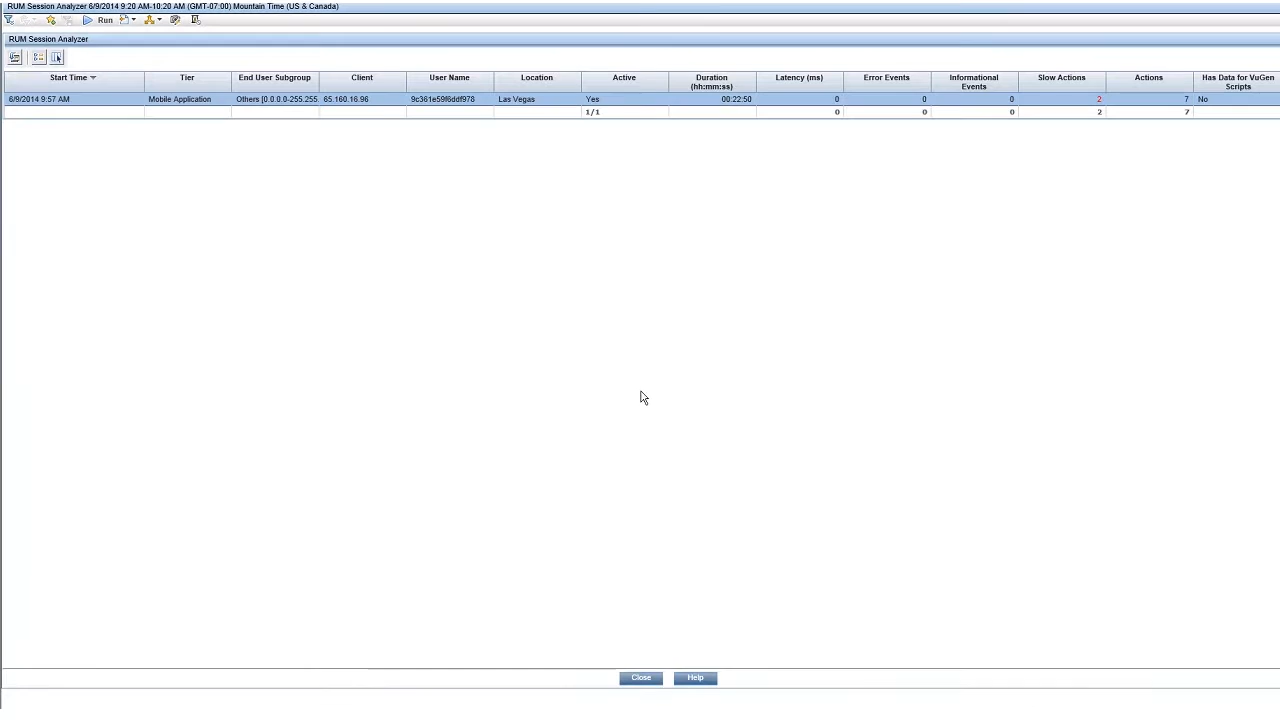 RUM Session Analyzer 6/9/2014 9:20 AM-10:20 AM (GMT-07:00) Mountain Time (US & Canada)
Run
RUM Session Analyzer
Start Time Tier End User Subgroup Client User Name Location Active Duration (hh:mm:ss) Latency (ms) Error Events Informational Events Slow Actions Actions Has Data for VuGen Scripts
6/9/2014 9:57 AM Mobile Application Others [0.0.0.0-255.255. 65.160.16.96 9c361e59f6ddf978 Las Vegas Yes 00:22:50 0 0 0 2 7 No
1/1 0 0 0 2 7
Close Help